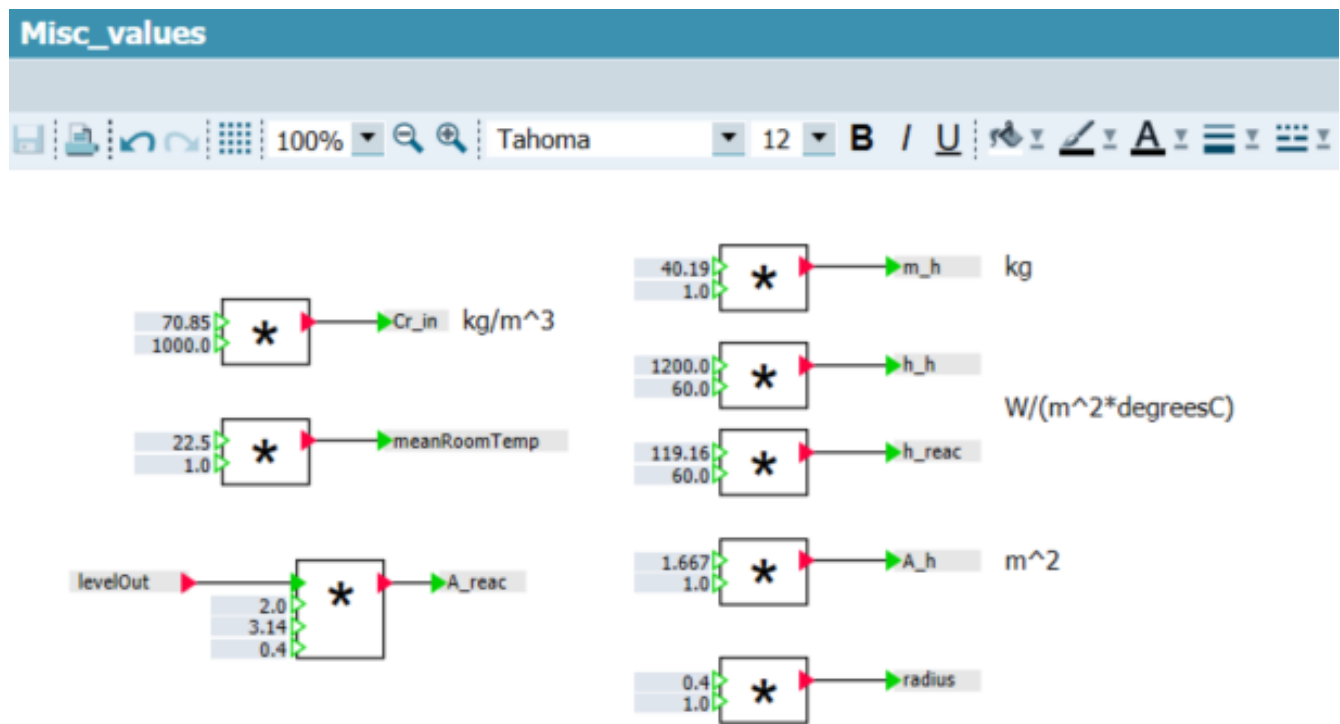 Misc_values
100% Tahoma 12 B I U A
70.85
1000.0
* Cr_in kg/m^3
22.5
1.0
* meanRoomTemp
levelOut
2.0
3.14
0.4
* A_reac
40.19
1.0
* m_h kg
1200.0
60.0
* h_h
W/(m^2*degreesC)
119.16
60.0
* h_reac
1.667
1.0
* A_h m^2
0.4
1.0
* radius